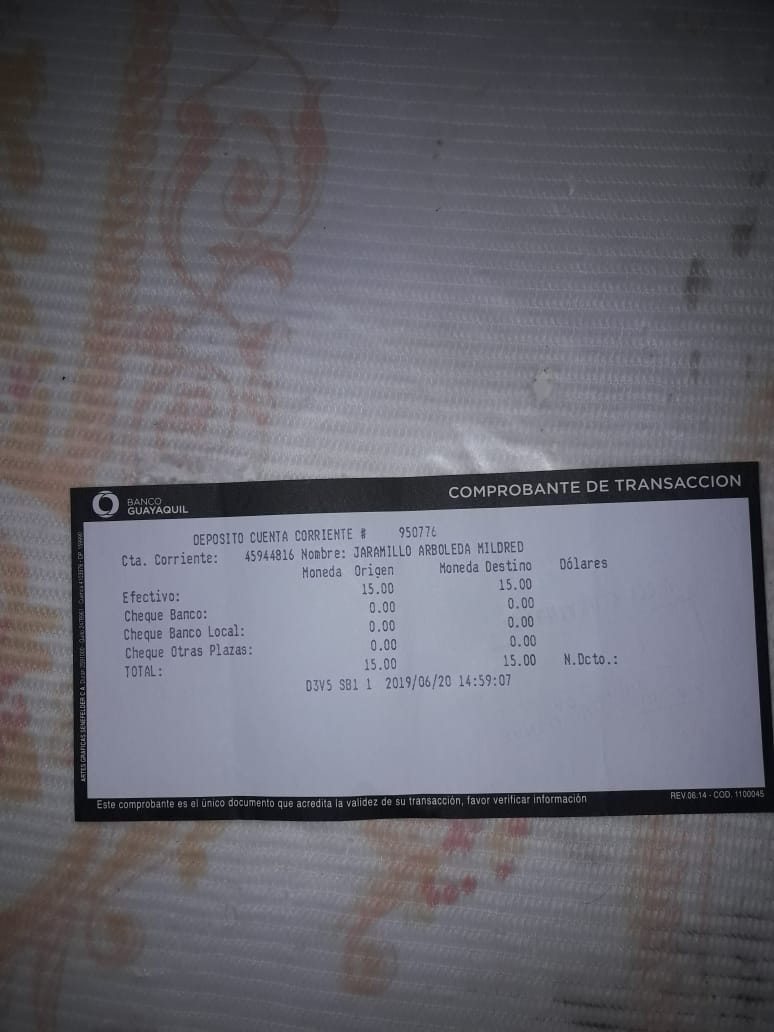 BANCO
GUAYAQUIL
COMPROBANTE DE TRANSACCION
DEPOSITO CUENTA CORRIENTE # 950776
Cta. Corriente: 45944816 Nombre: JARAMILLO ARBOLEDA MILDRED
Moneda Origen Moneda Destino Dólares
Efectivo: 15.00 15.00
Cheque Banco: 0.00 0.00
Cheque Banco Local: 0.00 0.00
Cheque Otras Plazas: 0.00 0.00
TOTAL: 15.00 15.00 N.Dcto.:
D3V5 SB1 1 2019/06/20 14:59:07
Este comprobante es el único documento que acredita la validez de su transacción, favor verificar información
REV.06.14 - COD. 1100045
ARTES GRAFICAS SENEFELDER C.A.